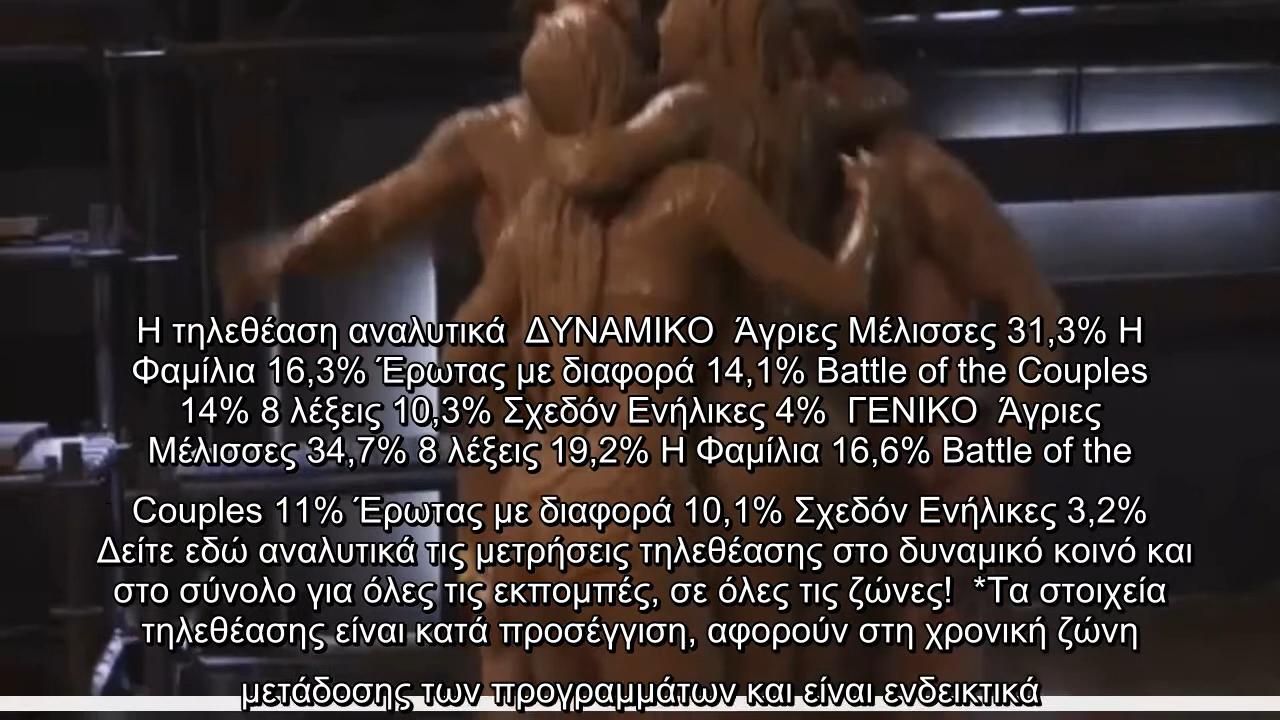 Η τηλεθέαση αναλυτικά  ΔΥΝΑΜΙΚΟ  Άγριες Μέλισσες 31,3% Η
Φαμίλια 16,3% Έρωτας με διαφορά 14,1% Battle of the Couples
14% 8 λέξεις 10,3% Σχεδόν Ενήλικες 4%  ΓΕΝΙΚΟ  Άγριες
Μέλισσες 34,7% 8 λέξεις 19,2% Η Φαμίλια 16,6% Battle of the
Couples 11% Έρωτας με διαφορά 10,1% Σχεδόν Ενήλικες 3,2%
Δείτε εδώ αναλυτικά τις μετρήσεις τηλεθέασης στο δυναμικό κοινό και
στο σύνολο για όλες τις εκπομπές, σε όλες τις ζώνες!  *Τα στοιχεία
τηλεθέασης είναι κατά προσέγγιση, αφορούν στη χρονική ζώνη
μετάδοσης των προγραμμάτων και είναι ενδεικτικά